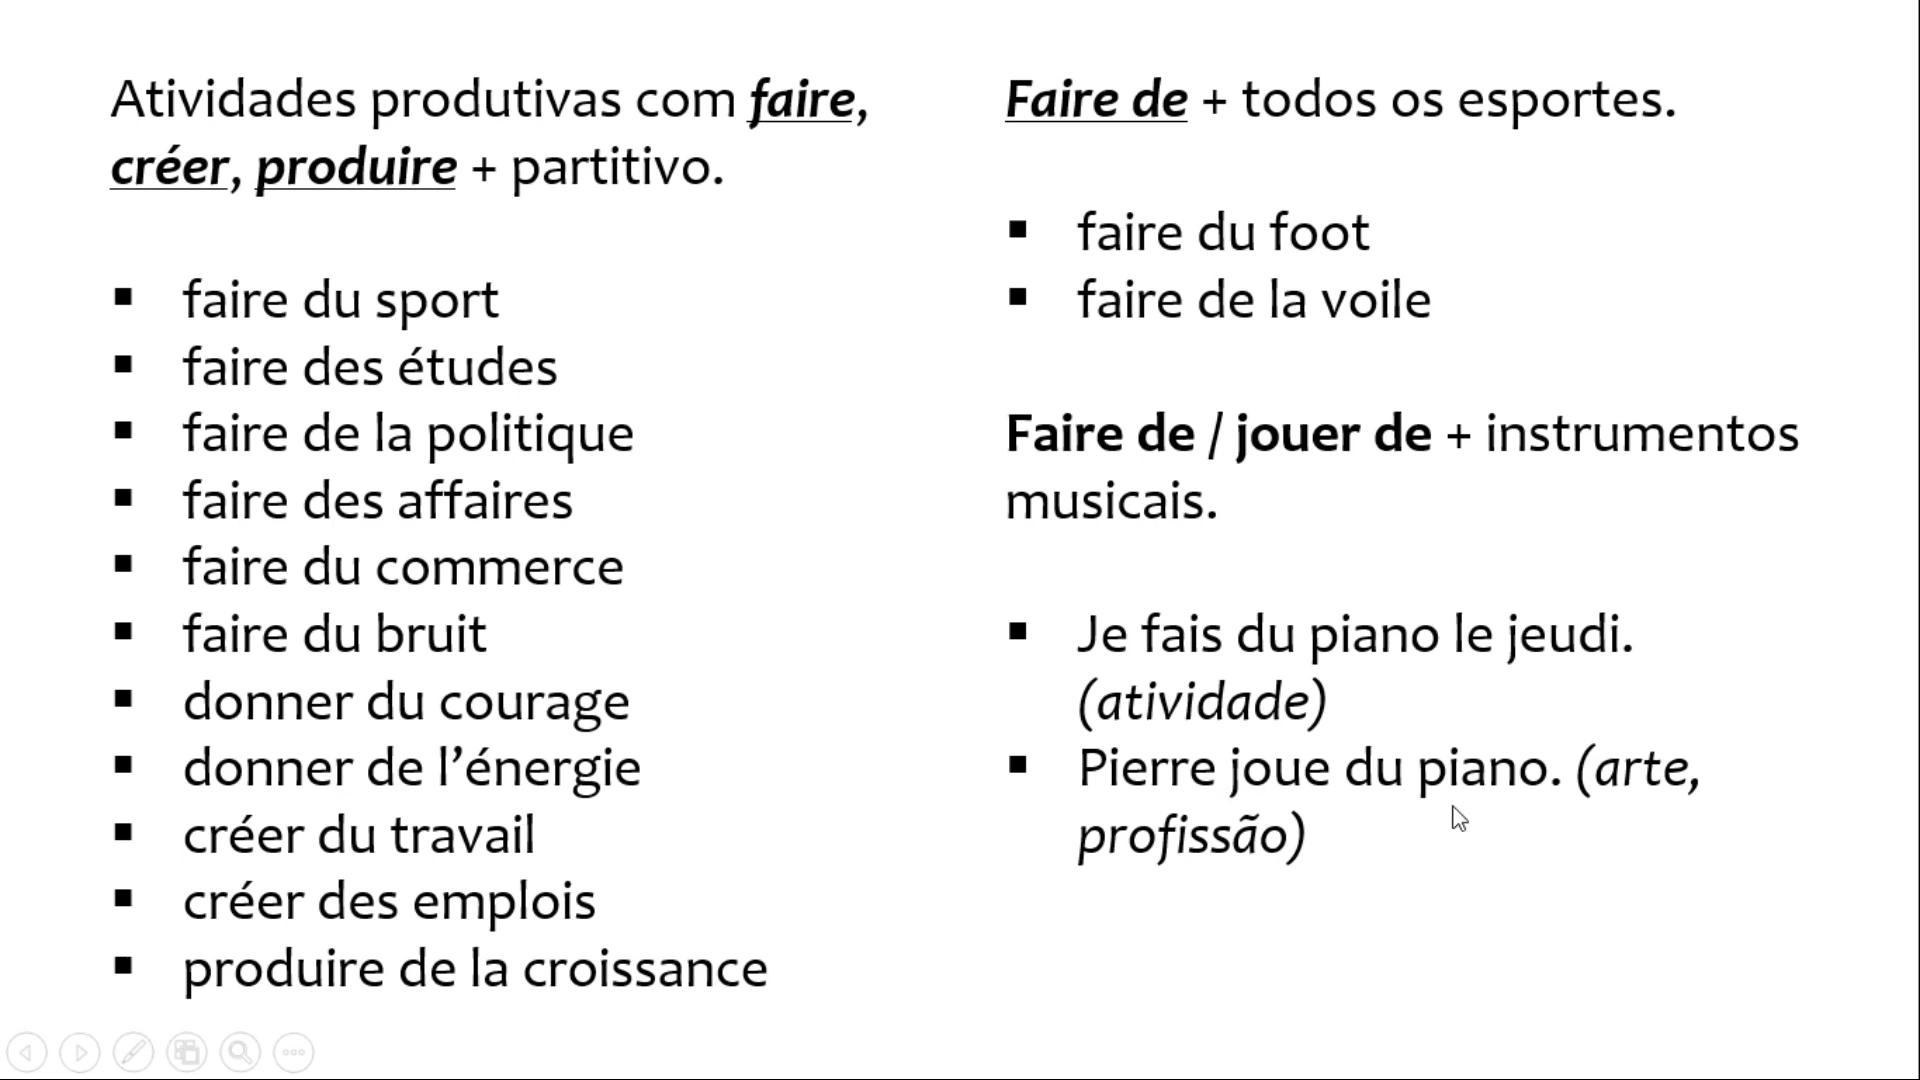 Atividades produtivas com faire,
créer, produire + partitivo.
▪ faire du sport
▪ faire des études
▪ faire de la politique
▪ faire des affaires
▪ faire du commerce
▪ faire du bruit
▪ donner du courage
▪ donner de l’énergie
▪ créer du travail
▪ créer des emplois
▪ produire de la croissance
Faire de + todos os esportes.
▪ faire du foot
▪ faire de la voile
Faire de / jouer de + instrumentos
musicais.
▪ Je fais du piano le jeudi.
(atividade)
▪ Pierre joue du piano. (arte,
profissão)